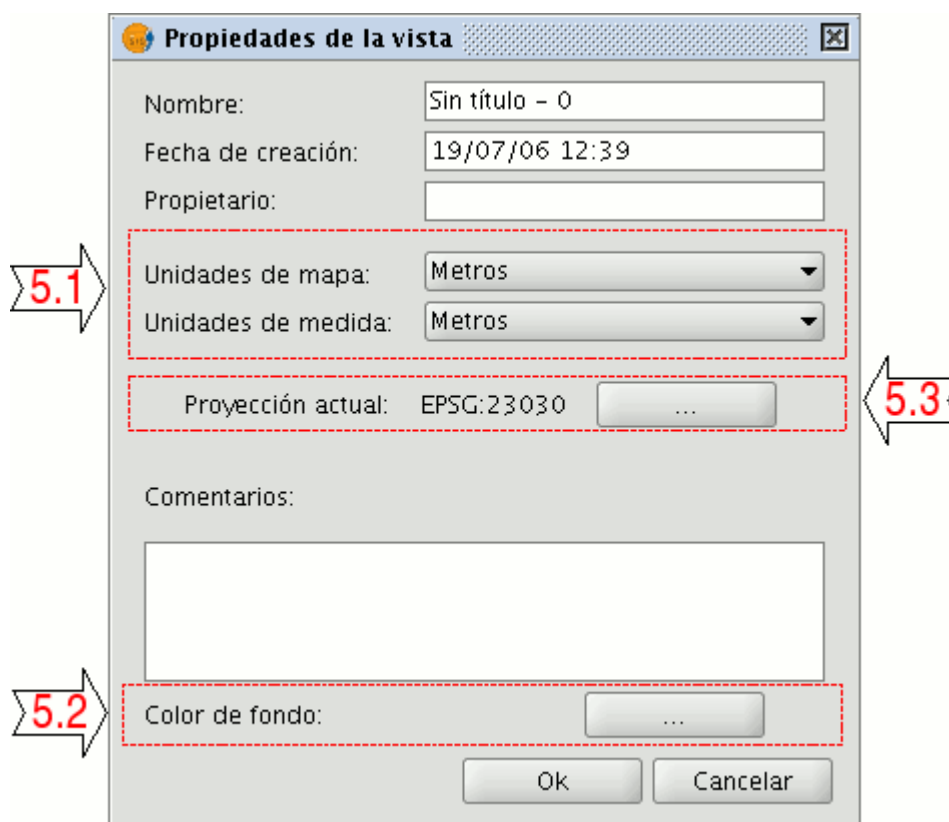 Propiedades de la vista
Nombre: Sin título - 0
Fecha de creación: 19/07/06 12:39
Propietario:
5.1
Unidades de mapa: Metros
Unidades de medida: Metros
Proyección actual: EPSG:23030 ...
5.3
Comentarios:
5.2
Color de fondo: ...
Ok Cancelar